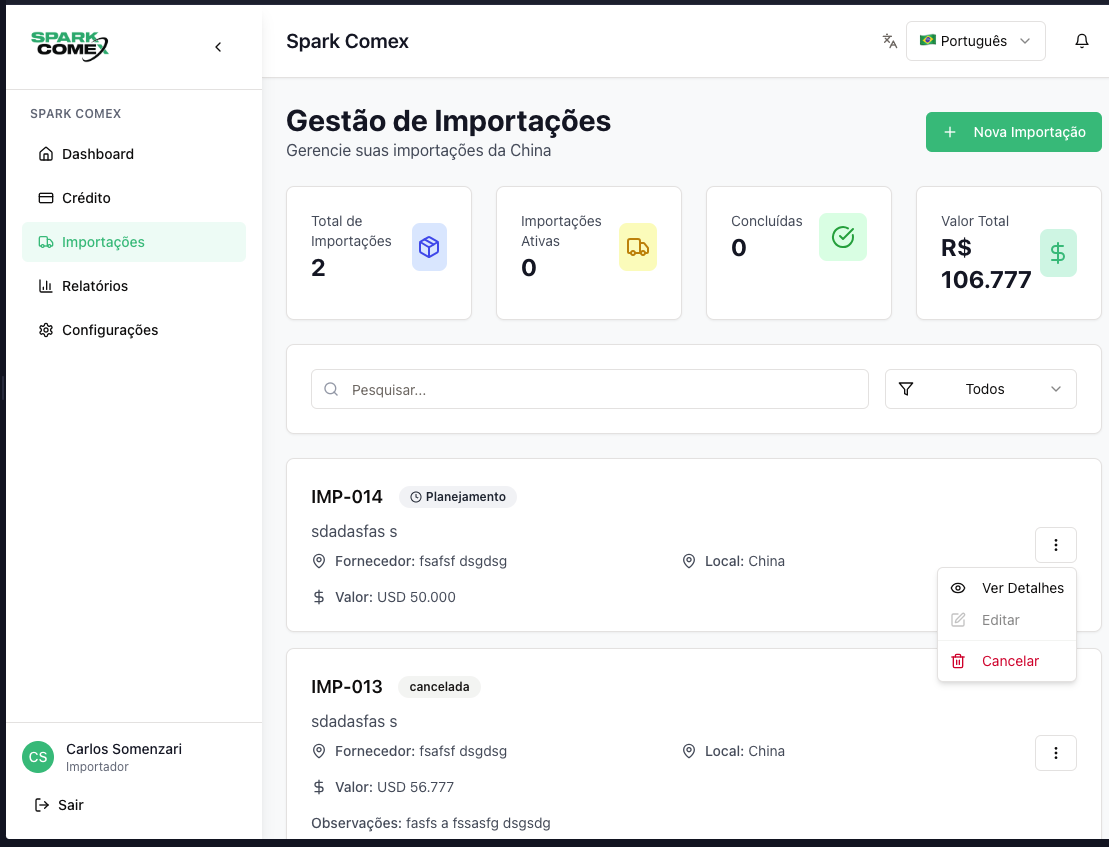 SPARK
COMEX
Spark Comex
Português
SPARK COMEX
Dashboard
Crédito
Importações
Relatórios
Configurações
CS
Carlos Somenzari
Importador
Sair
Gestão de Importações
Gerencie suas importações da China
Nova Importação
Total de
Importações
2
Importações
Ativas
0
Concluídas
0
Valor Total
R$
106.777
Pesquisar...
Todos
IMP-014
Planejamento
sdadasfas s
Fornecedor: fsafsf dsgdsg
Local: China
Valor: USD 50.000
Ver Detalhes
Editar
Cancelar
IMP-013
cancelada
sdadasfas s
Fornecedor: fsafsf dsgdsg
Local: China
Valor: USD 56.777
Observações: fasfs a fssasfg dsgsdg